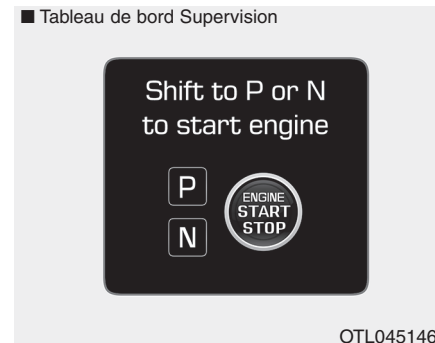 ■ Tableau de bord Supervision
Shift to P or N
to start engine
P
N
ENGINE
START
STOP
OTL045146